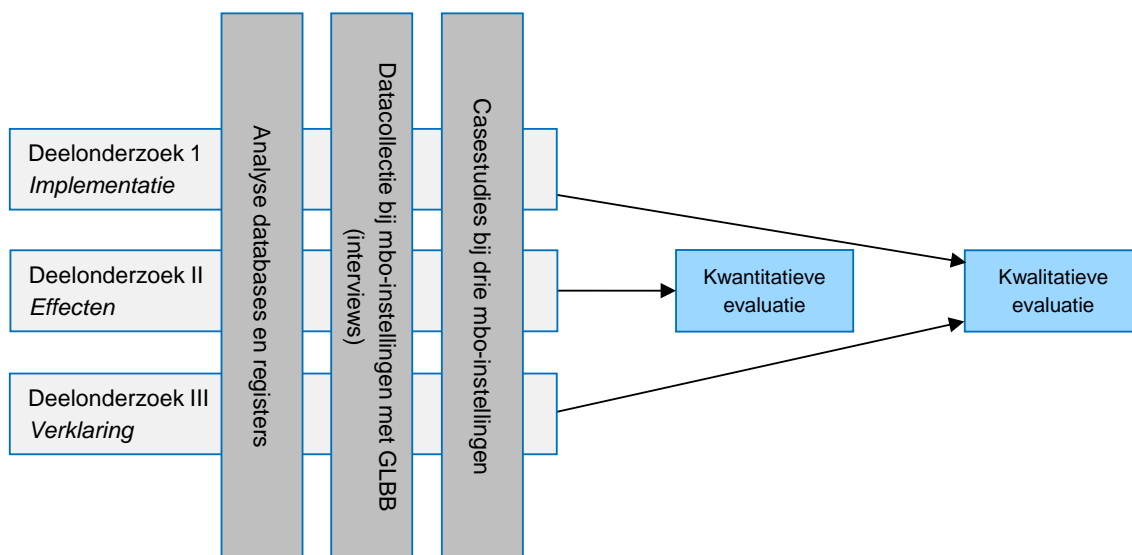 Deelonderzoek 1
Implementatie
Deelonderzoek II
Effecten
Deelonderzoek III
Verklaring
Analyse databases en registers
Datacollectie bij mbo-instellingen met GLBB
(interviews)
Casestudies bij drie mbo-instellingen
Kwantitatieve
evaluatie
Kwalitatieve
evaluatie